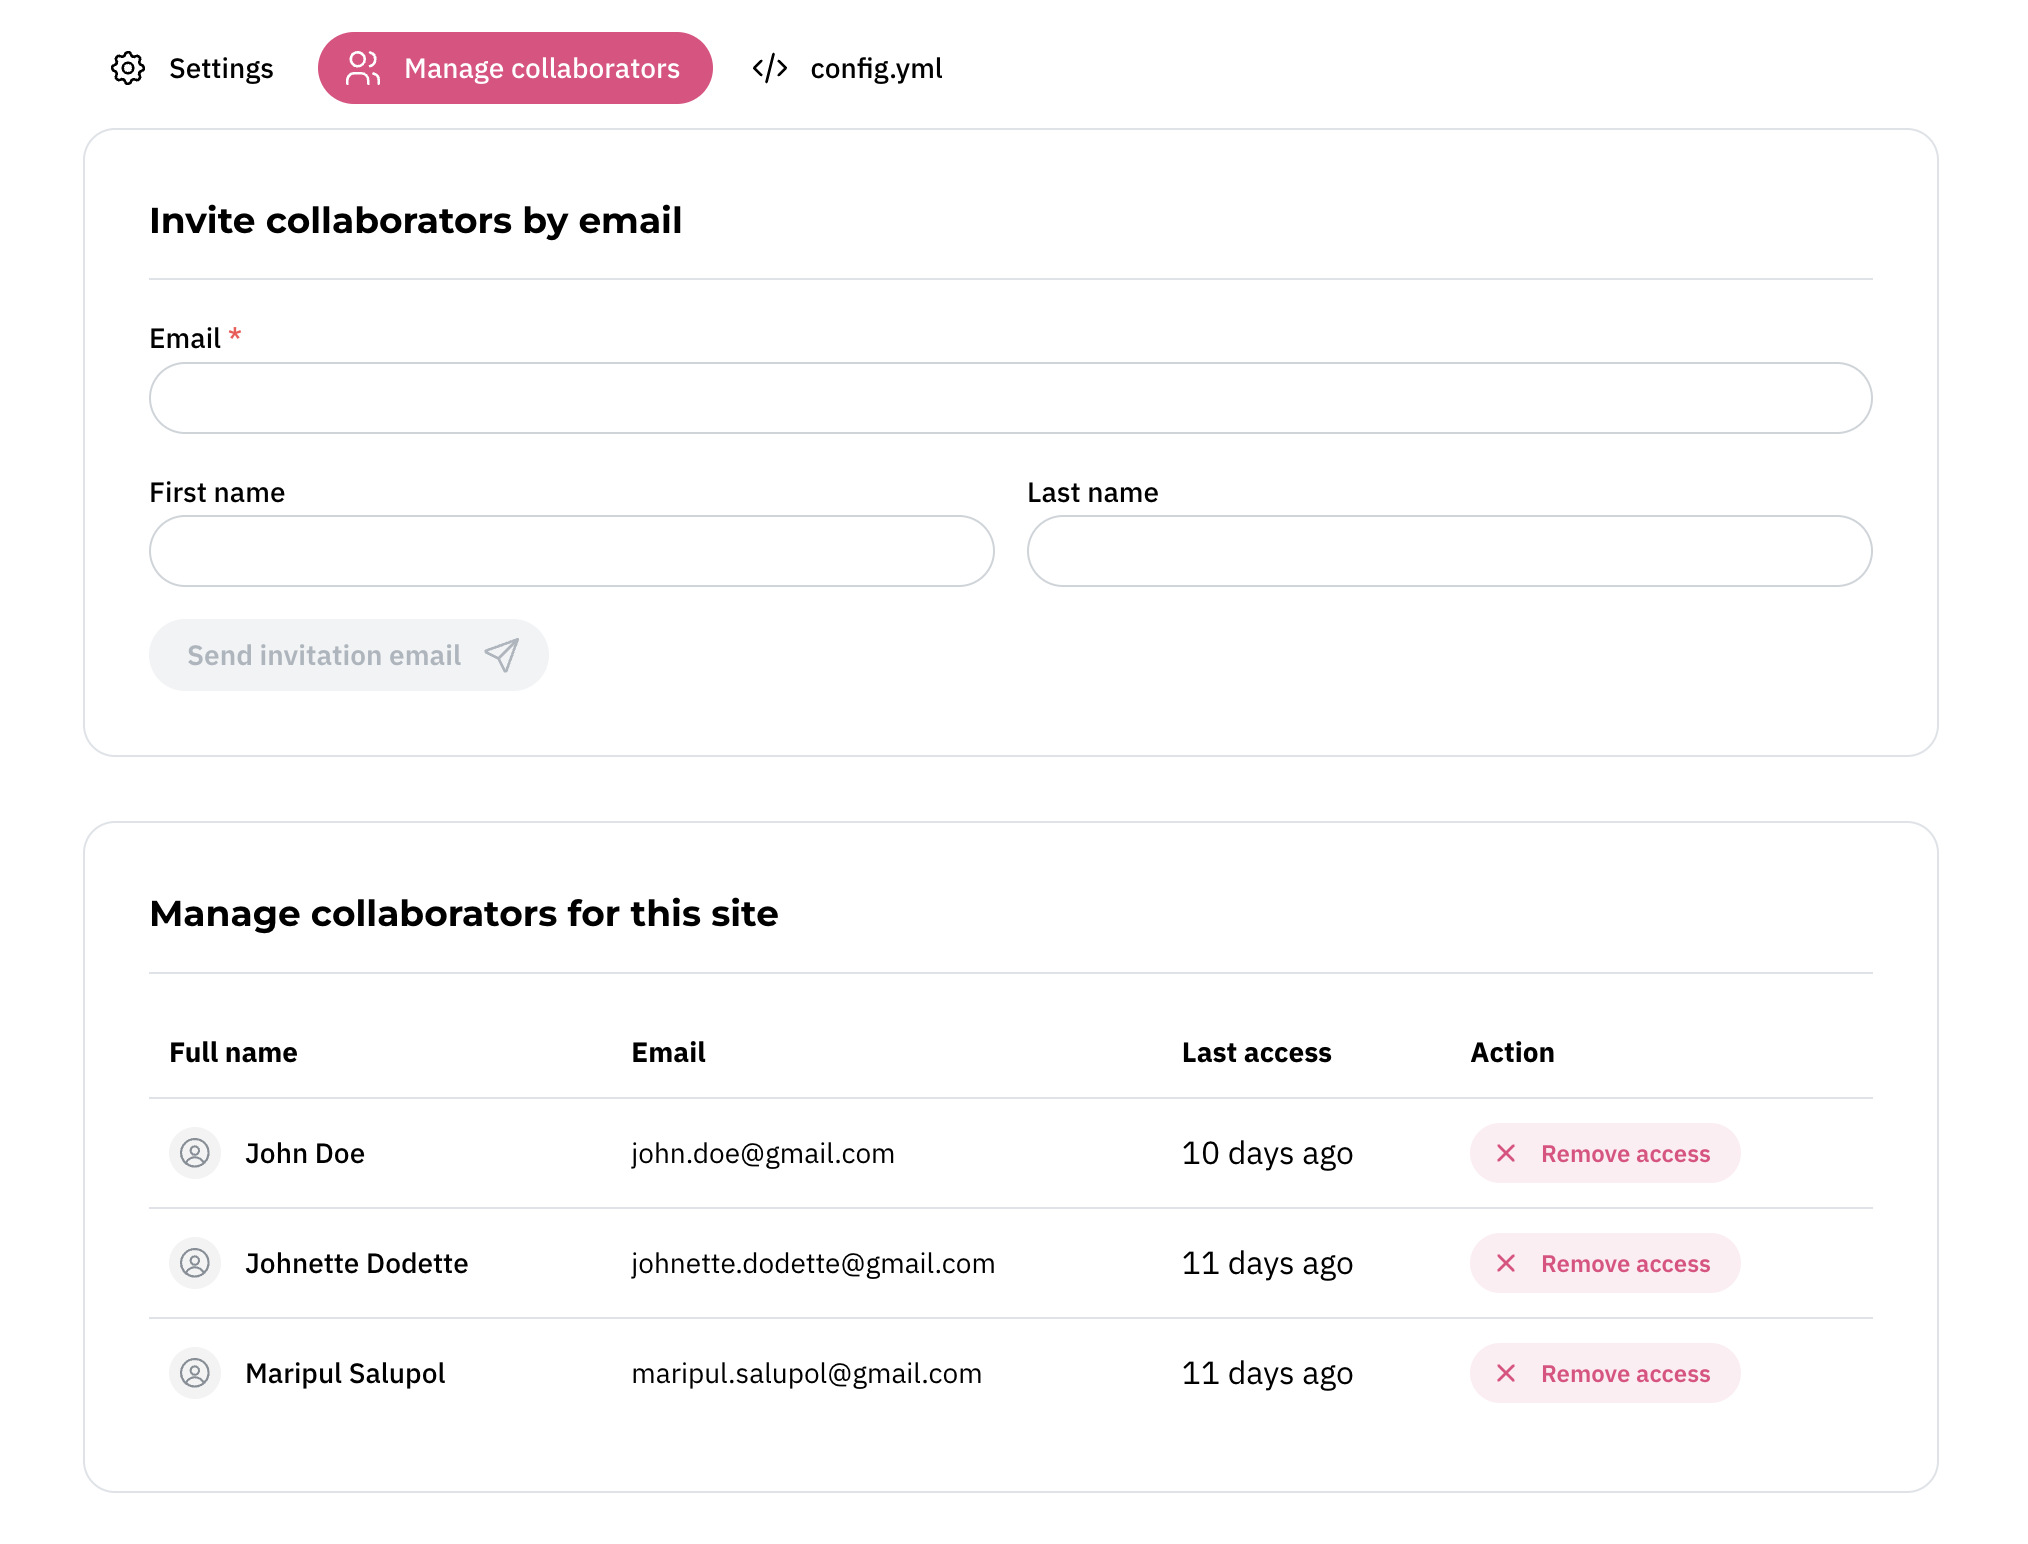 Settings Manage collaborators </> config.yml
Invite collaborators by email
Email *
First name Last name
Send invitation email
Manage collaborators for this site
Full name Email Last access Action
John Doe john.doe@gmail.com 10 days ago Remove access
Johnette Dodette johnette.dodette@gmail.com 11 days ago Remove access
Maripul Salupol maripul.salupol@gmail.com 11 days ago Remove access